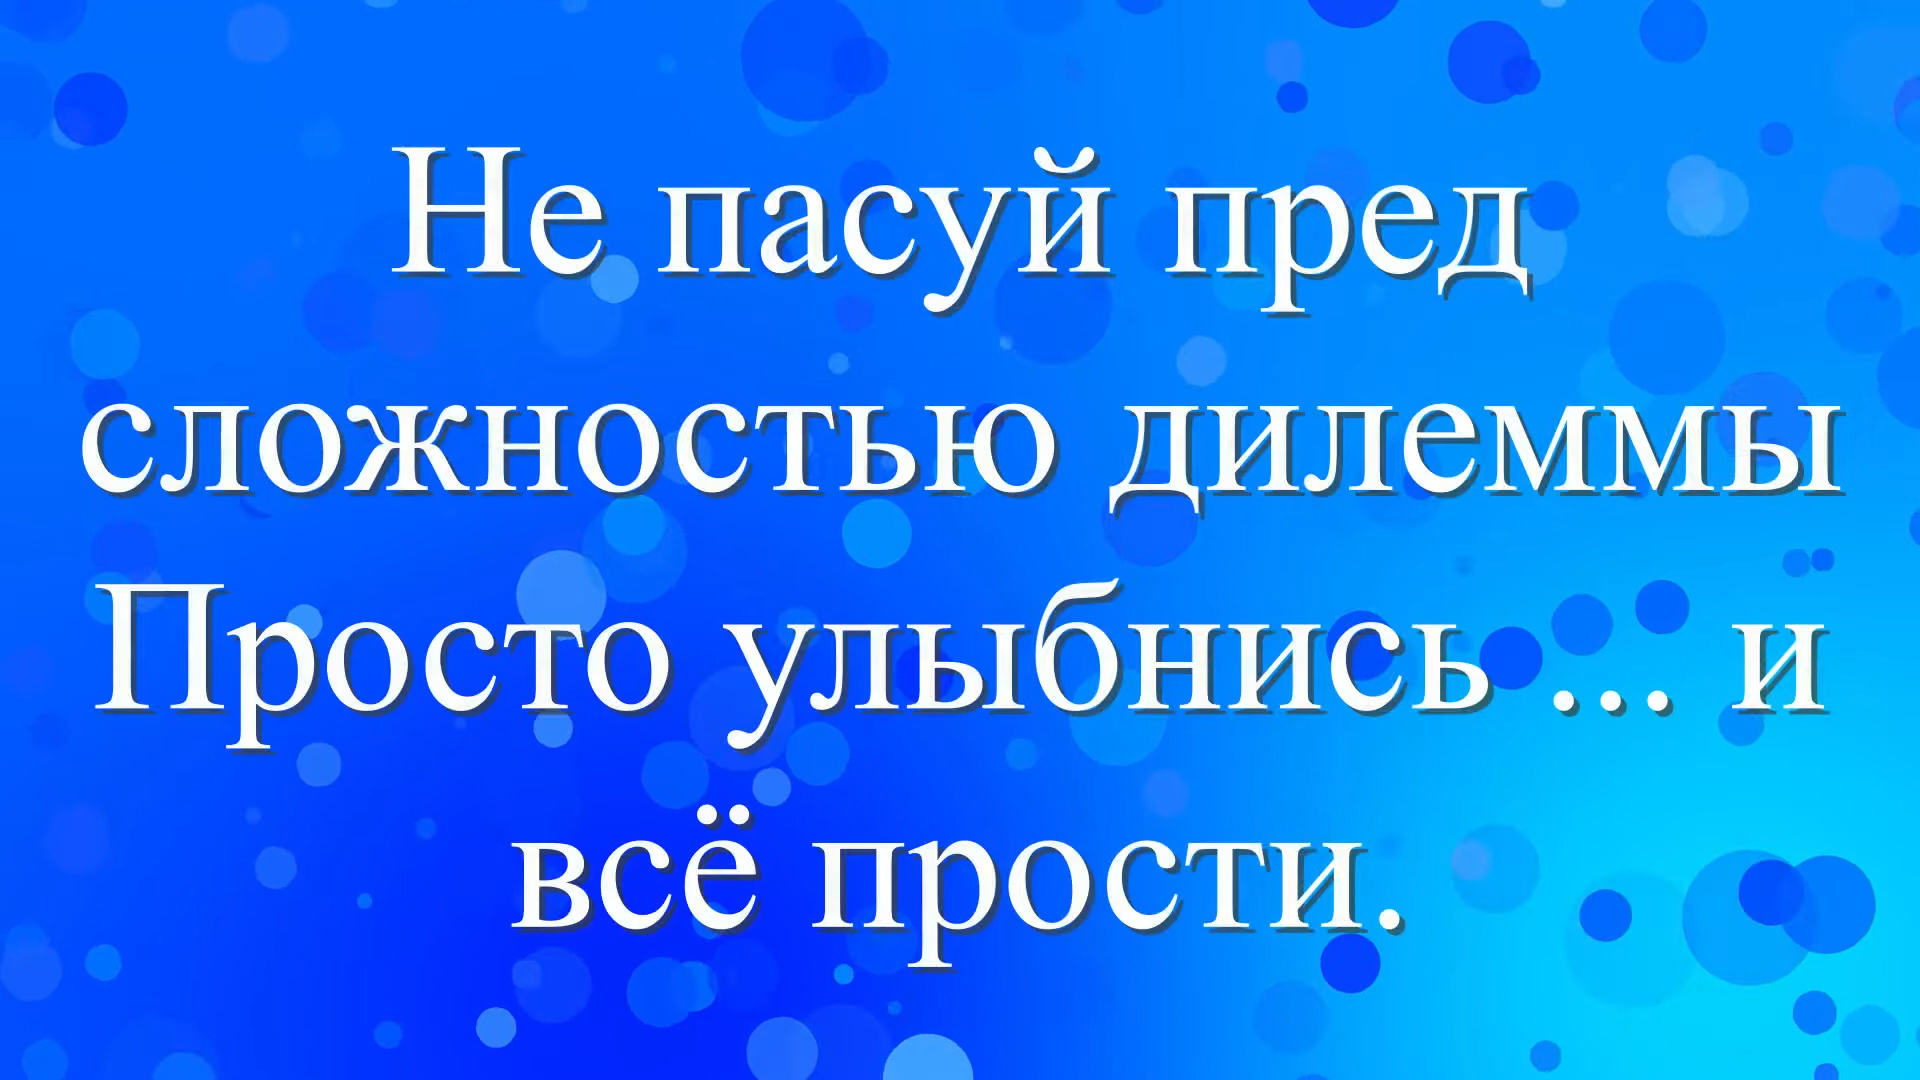 Не пасуй пред
сложностью дилеммы
Просто улыбнись ... и
всё прости.